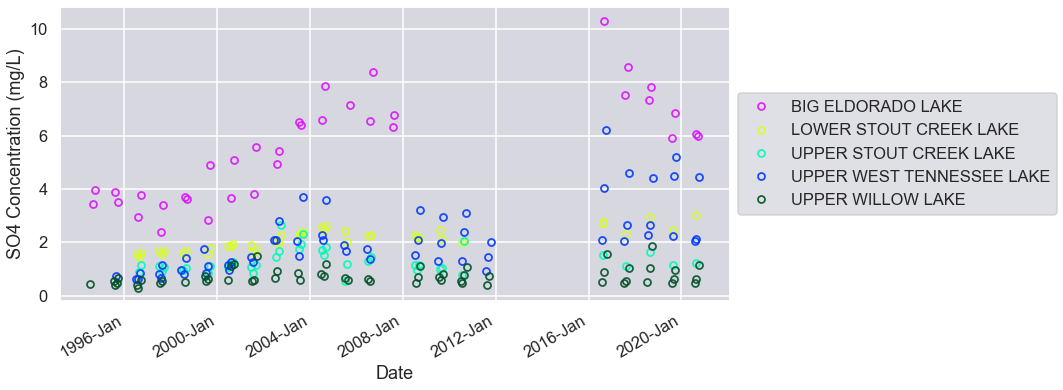 SO4 Concentration (mg/L)
10
8
6
4
2
0
1996-Jan
2000-Jan
2004-Jan
2008-Jan
2012-Jan
2016-Jan
2020-Jan
Date
BIG ELDORADO LAKE
LOWER STOUT CREEK LAKE
UPPER STOUT CREEK LAKE
UPPER WEST TENNESSEE LAKE
UPPER WILLOW LAKE